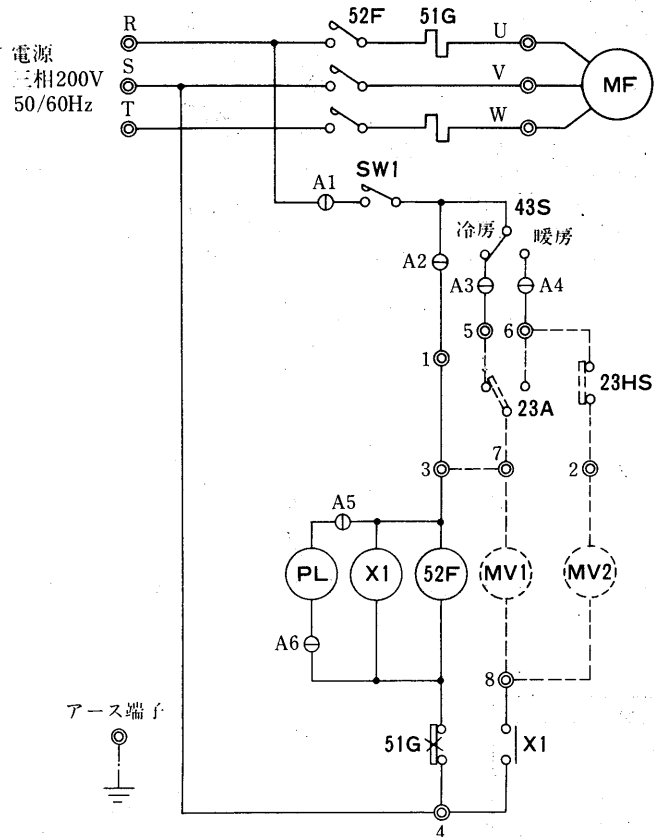 52F 51G
R U
電源
三相200V
50/60Hz
S V
T W
MF
A1 SW1
43S
冷房 暖房
A2
A3 A4
5 6
1
23HS
23A
3 7 2
A5
PL X1 52F MV1 MV2
A6
8
アース端子
51G X1
4